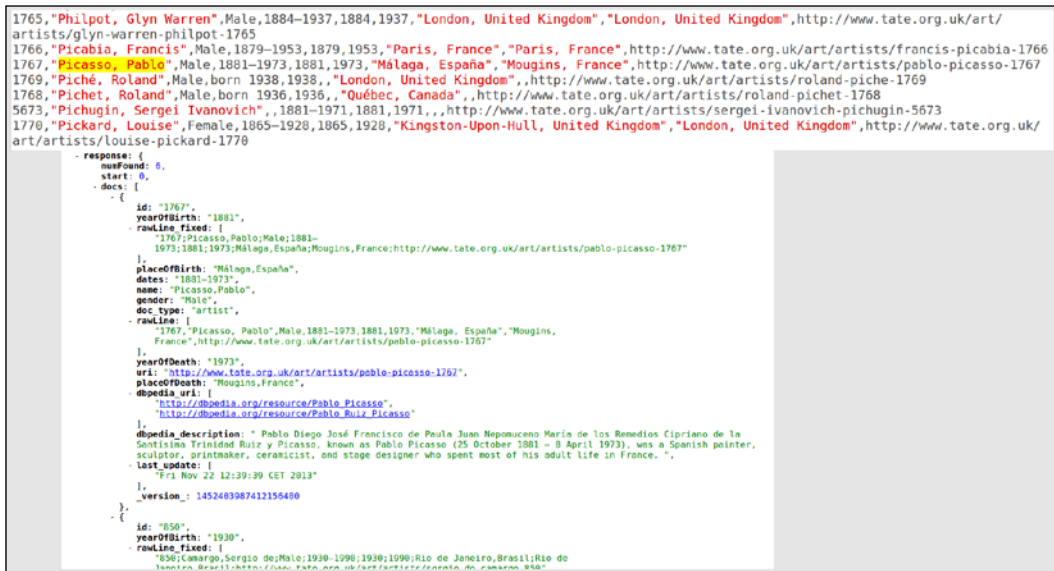 1765,"Philpot, Glyn Warren",Male,1884–1937,1884,1937,"London, United Kingdom","London, United Kingdom",http://www.tate.org.uk/art/
artists/glyn-warren-philpot-1765
1766,"Picabia, Francis",Male,1879–1953,1879,1953,"Paris, France","Paris, France",http://www.tate.org.uk/art/artists/francis-picabia-1766
1767,"Picasso, Pablo",Male,1881–1973,1881,1973,"Málaga, España","Mougins, France",http://www.tate.org.uk/art/artists/pablo-picasso-1767
1769,"Piché, Roland",Male,born 1938,1938,,"London, United Kingdom",,http://www.tate.org.uk/art/artists/roland-piche-1769
1768,"Pichet, Roland",Male,born 1936,1936,,"Québec, Canada",,http://www.tate.org.uk/art/artists/roland-pichet-1768
5673,"Pichugin, Sergei Ivanovich",,1881–1971,1881,1971,,,http://www.tate.org.uk/art/artists/sergei-ivanovich-pichugin-5673
1770,"Pickard, Louise",Female,1865–1928,1865,1928,"Kingston-Upon-Hull, United Kingdom","London, United Kingdom",http://www.tate.org.uk/
art/artists/louise-pickard-1770
- response: {
numFound: 6,
start: 0,
- docs: [
- {
id: "1767",
yearOfBirth: "1881",
- rawLine_fixed: [
"1767;Picasso,Pablo;Male;1881–
1973;1881;1973;Málaga,España;Mougins,France;http://www.tate.org.uk/art/artists/pablo-picasso-1767"
],
placeOfBirth: "Málaga,España",
dates: "1881–1973",
name: "Picasso,Pablo",
gender: "Male",
doc_type: "artist",
- rawLine: [
"1767,"Picasso, Pablo",Male,1881–1973,1881,1973,"Málaga, España","Mougins,
France",http://www.tate.org.uk/art/artists/pablo-picasso-1767"
],
yearOfDeath: "1973",
uri: "http://www.tate.org.uk/art/artists/pablo-picasso-1767",
placeOfDeath: "Mougins,France",
- dbpedia_uri: [
"http://dbpedia.org/resource/Pablo_Picasso",
"http://dbpedia.org/resource/Pablo_Ruiz_Picasso"
],
dbpedia_description: " Pablo Diego José Francisco de Paula Juan Nepomuceno María de los Remedios Cipriano de la
Santísima Trinidad Ruiz y Picasso, known as Pablo Picasso (25 October 1881 – 8 April 1973), was a Spanish painter,
sculptor, printmaker, ceramicist, and stage designer who spent most of his adult life in France. ",
- last_update: [
"Fri Nov 22 12:39:39 CET 2013"
],
_version_: 1452403987412156400
},
- {
id: "850",
yearOfBirth: "1930",
- rawLine_fixed: [
"850;Camargo,Sergio de;Male;1930–1990;1930;1990;Rio de Janeiro,Brasil;Rio de
Janeiro,Brasil;http://www.tate.org.uk/art/artists/sergio-de-camargo-850"